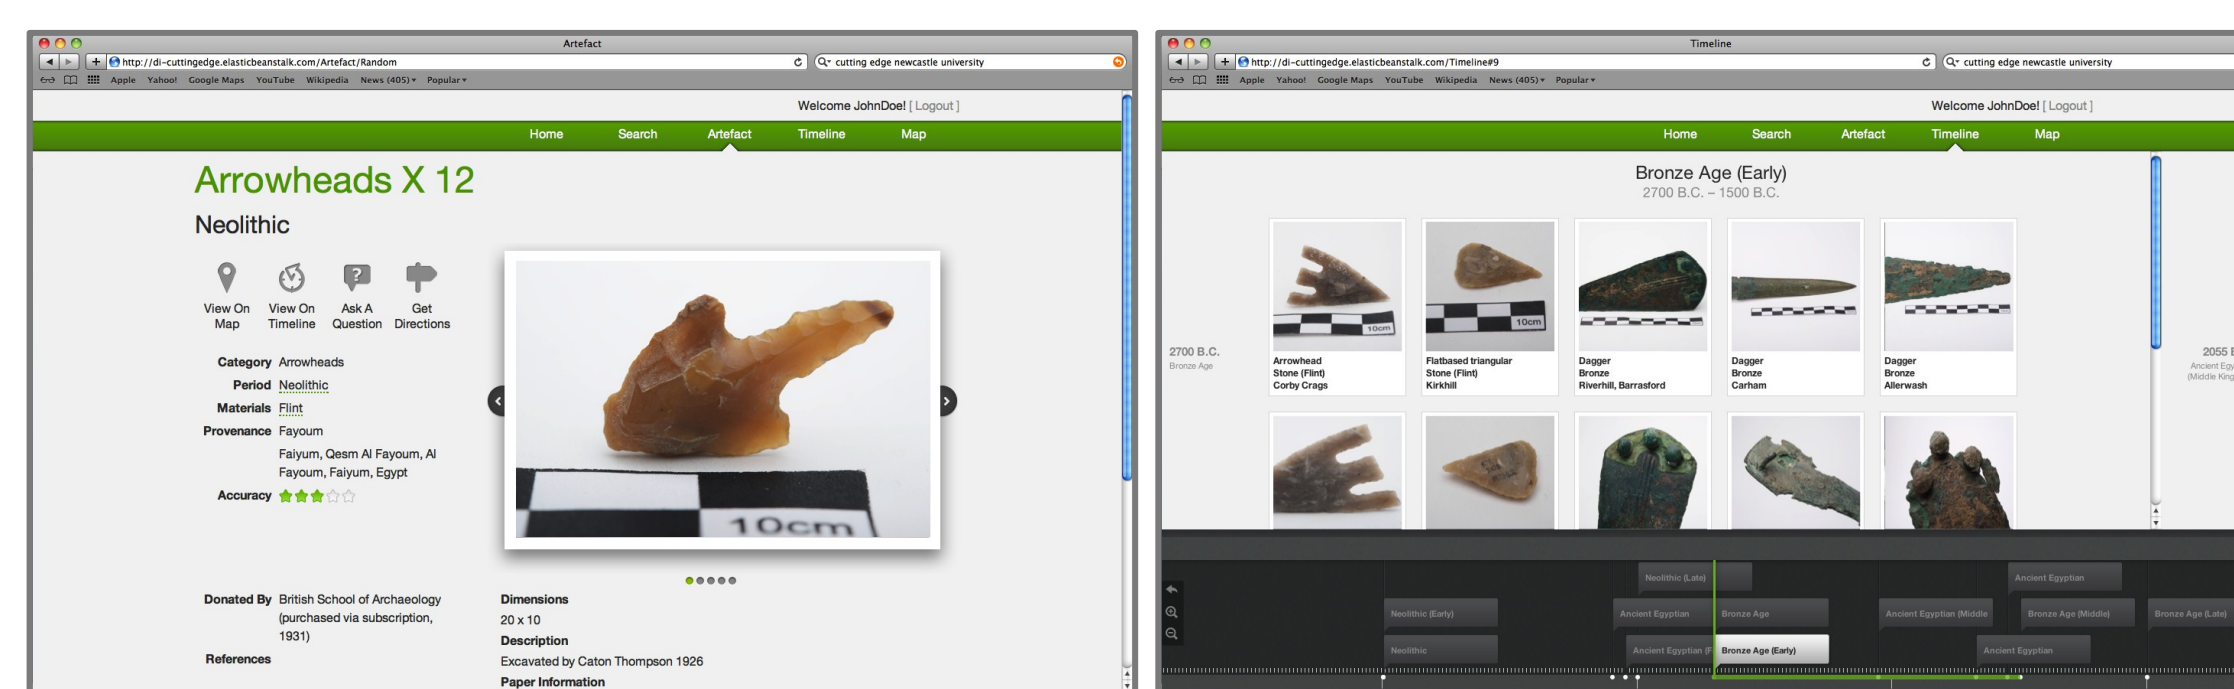 Artefact
http://di-cuttingedge.elasticbeanstalk.com/Artefact/Random
cutting edge newcastle university
Apple Yahoo! Google Maps YouTube Wikipedia News (405) Popular
Welcome JohnDoe! [ Logout ]
Home Search Artefact Timeline Map
Arrowheads X 12
Neolithic
View On Map
View On Timeline
Ask A Question
Get Directions
Category Arrowheads
Period Neolithic
Materials Flint
Provenance Fayoum
Faiyum, Qesm Al Fayoum, Al
Fayoum, Faiyum, Egypt
Accuracy
10cm
Donated By British School of Archaeology
(purchased via subscription,
1931)
References
Dimensions
20 x 10
Description
Excavated by Caton Thompson 1926
Paper Information
Timeline
http://di-cuttingedge.elasticbeanstalk.com/Timeline#9
cutting edge newcastle university
Apple Yahoo! Google Maps YouTube Wikipedia News (405) Popular
Welcome JohnDoe! [ Logout ]
Home Search Artefact Timeline Map
Bronze Age (Early)
2700 B.C. – 1500 B.C.
2700 B.C.
Bronze Age
10cm
Arrowhead
Stone (Flint)
Corby Crags
10cm
Flatbased triangular
Stone (Flint)
Kirkhill
Dagger
Bronze
Riverhill, Barrasford
Dagger
Bronze
Carham
Dagger
Bronze
Allerwash
2055 B
Ancient Egy
(Middle King
Neolithic (Late) Ancient Egyptian
Neolithic (Early) Ancient Egyptian Bronze Age Ancient Egyptian (Middle Bronze Age (Middle) Bronze Age (Late)
Neolithic Ancient Egyptian (F Bronze Age (Early) Ancient Egyptian